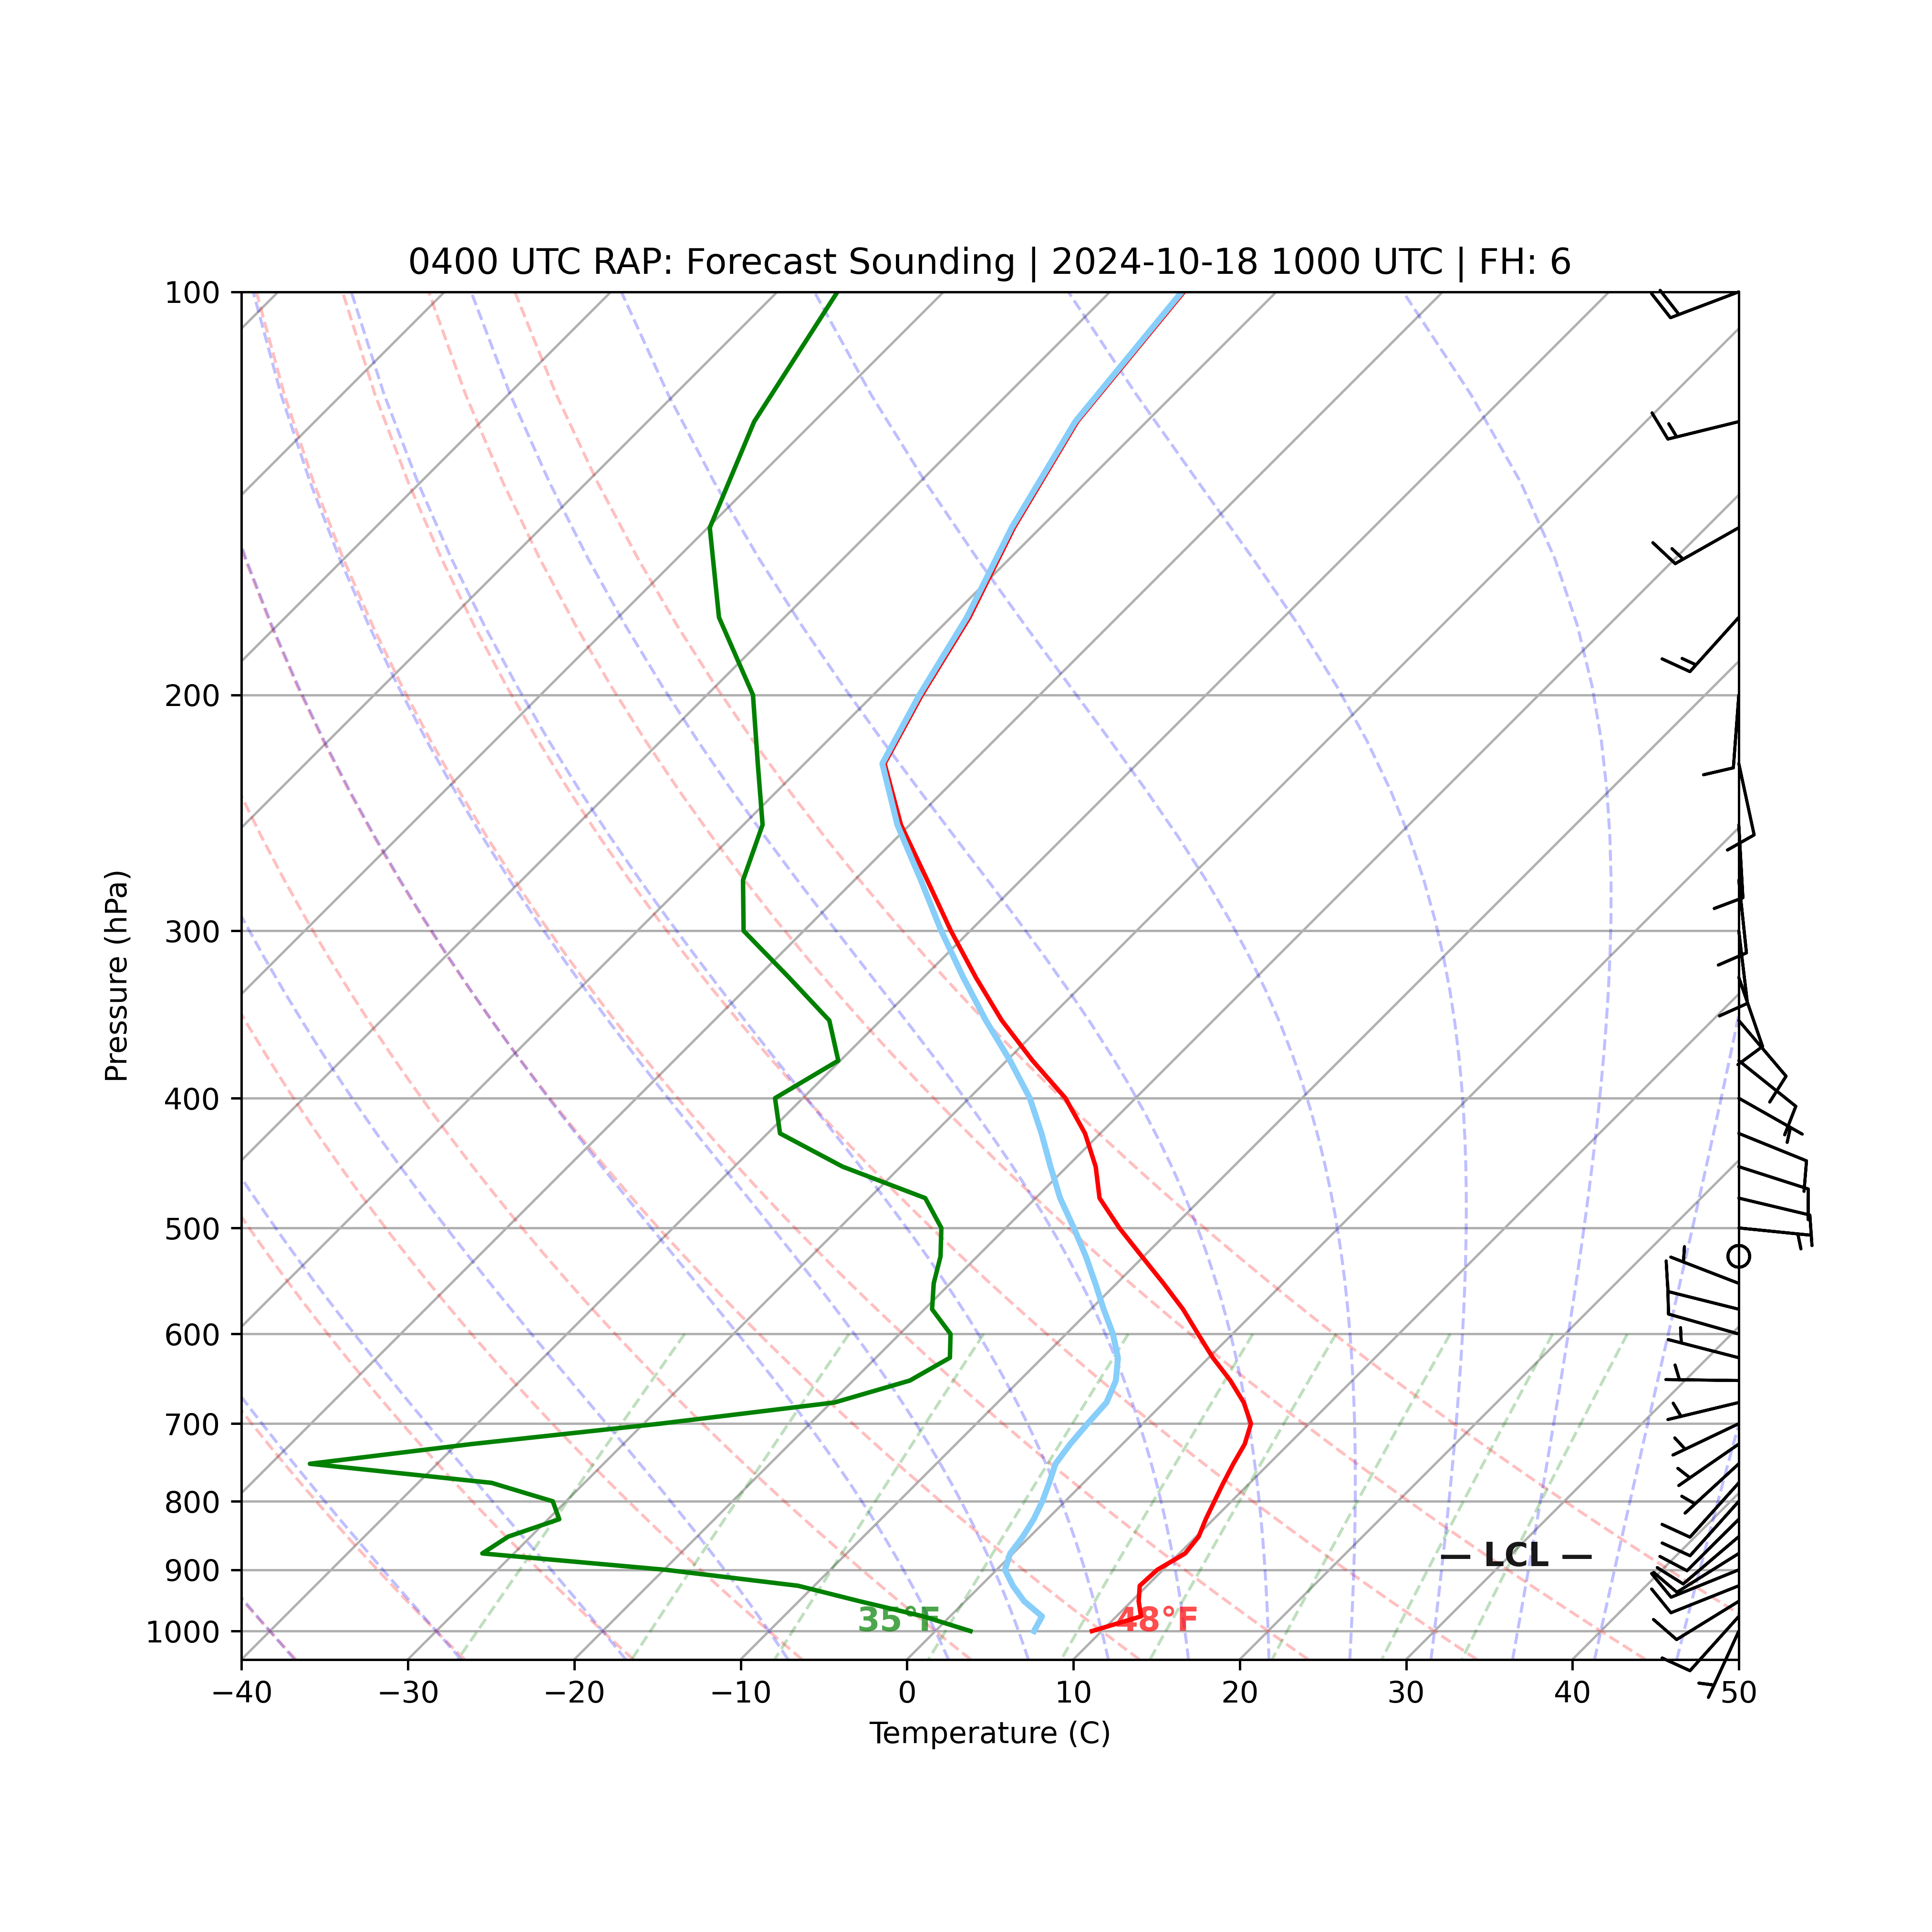 0400 UTC RAP: Forecast Sounding | 2024-10-18 1000 UTC | FH: 6
100
200
300
400
500
600
700
800
900
1000
Pressure (hPa)
— LCL —
35°F
48°F
−40 −30 −20 −10 0 10 20 30 40 50
Temperature (C)